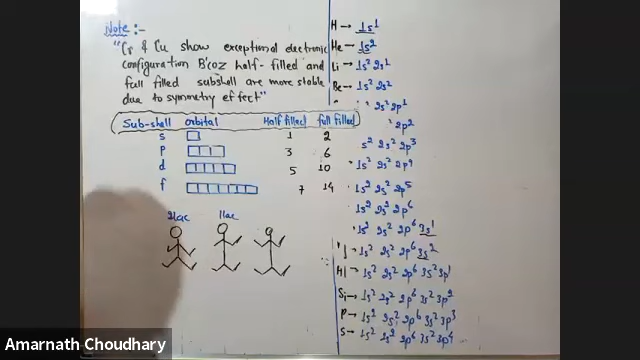 Note :-
"Cr & Cu show exceptional electronic
configuration B'coz half-filled and
full filled subshell are more stable
due to symmetry effect"
Sub-shell orbital Half filled full filled
s 1 2
p 3 6
d 5 10
f 7 14
11ac
H → 1s¹
He → 1s²
Li → 1s² 2s¹
Be → 1s² 2s²
2s² 2p¹
2p²
s² 2s² 2p³
1s² 2s² 2p⁴
1s² 2s² 2p⁵
1s² 2s² 2p⁶
1s² 2s² 2p⁶ 3s¹
1s² 2s² 2p⁶ 3s²
1s² 2s² 2p⁶ 3s² 3p¹
Si → 1s² 2s² 2p⁶ 3s² 3p²
P → 1s² 2s² 2p⁶ 3s² 3p³
S → 1s² 2s² 2p⁶ 3s² 3p⁴
Amarnath Choudhary